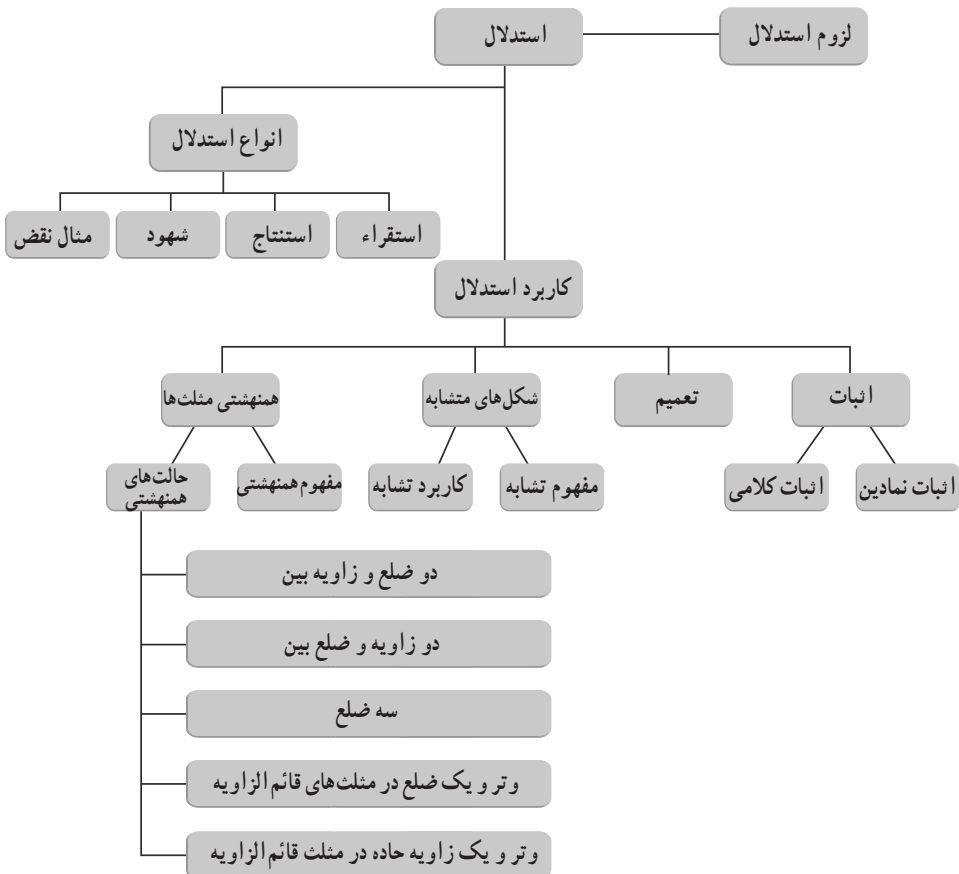 لزوم استدلال
استدلال
انواع استدلال
استقراء
استنتاج
شهود
مثال نقض
کاربرد استدلال
اثبات
تعمیم
شکل‌های متشابه
همنهشتی مثلث‌ها
اثبات نمادین
اثبات کلامی
مفهوم تشابه
کاربرد تشابه
مفهوم همنهشتی
حالت‌های
همنهشتی
دو ضلع و زاویه بین
دو زاویه و ضلع بین
سه ضلع
وتر و یک ضلع در مثلث‌های قائم الزاویه
وتر و یک زاویه حاده در مثلث قائم الزاویه